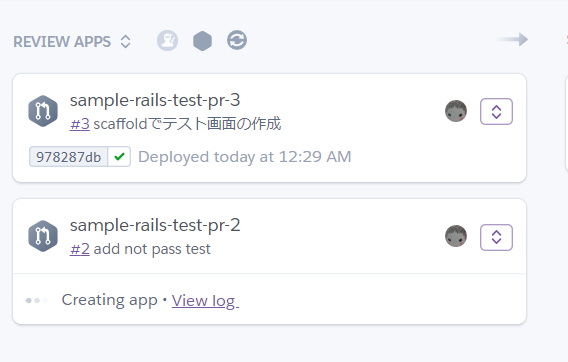 REVIEW APPS
sample-rails-test-pr-3
#3 scaffoldでテスト画面の作成
978287db Deployed today at 12:29 AM
sample-rails-test-pr-2
#2 add not pass test
Creating app • View log